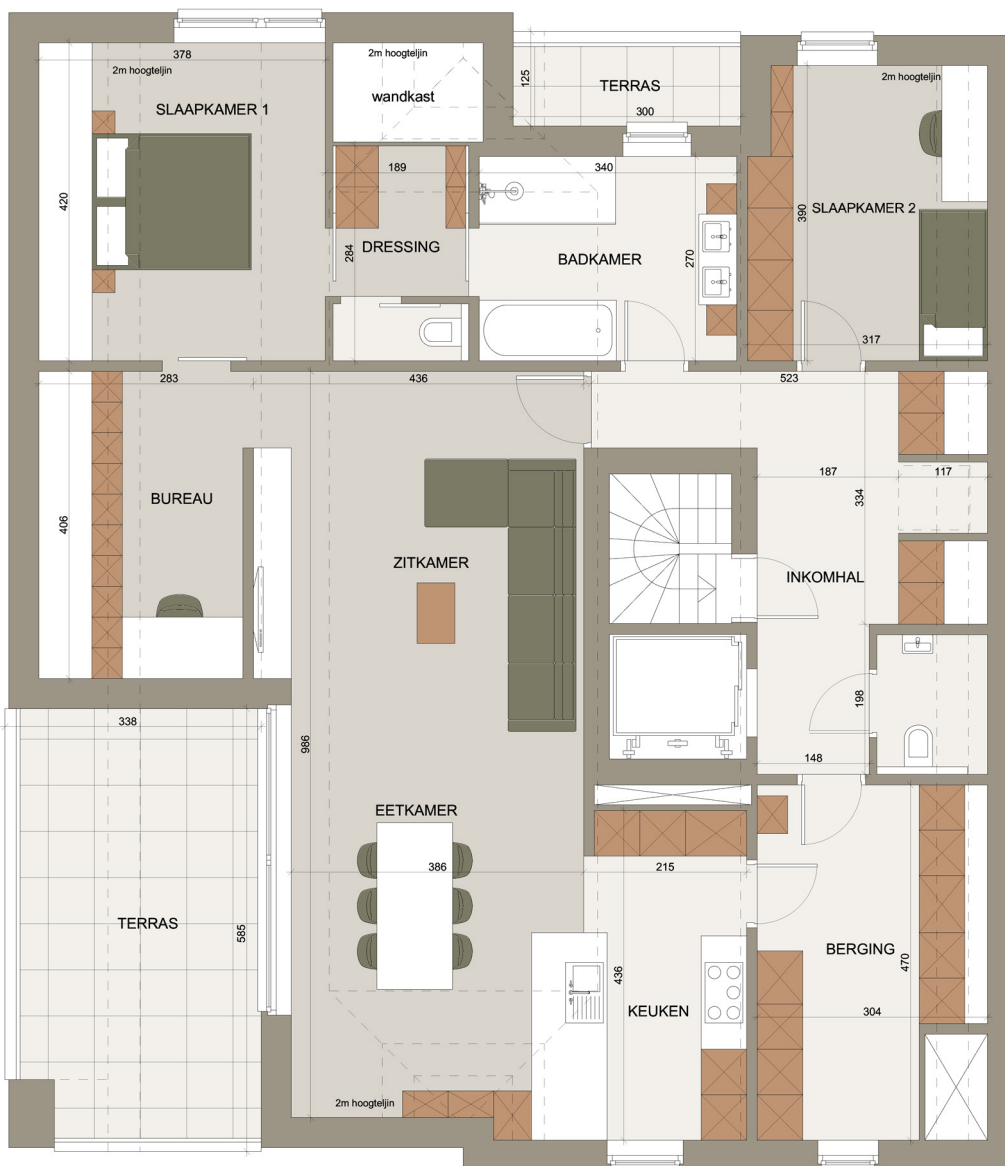 378
2m hoogteljin
SLAAPKAMER 1
420
2m hoogteljin
wandkast
125
TERRAS
300
2m hoogteljin
SLAAPKAMER 2
390
317
189
DRESSING
284
340
BADKAMER
270
283
436
523
BUREAU
406
ZITKAMER
187
117
334
INKOMHAL
198
148
338
TERRAS
585
986
EETKAMER
386
215
436
KEUKEN
BERGING
470
304
2m hoogteljin